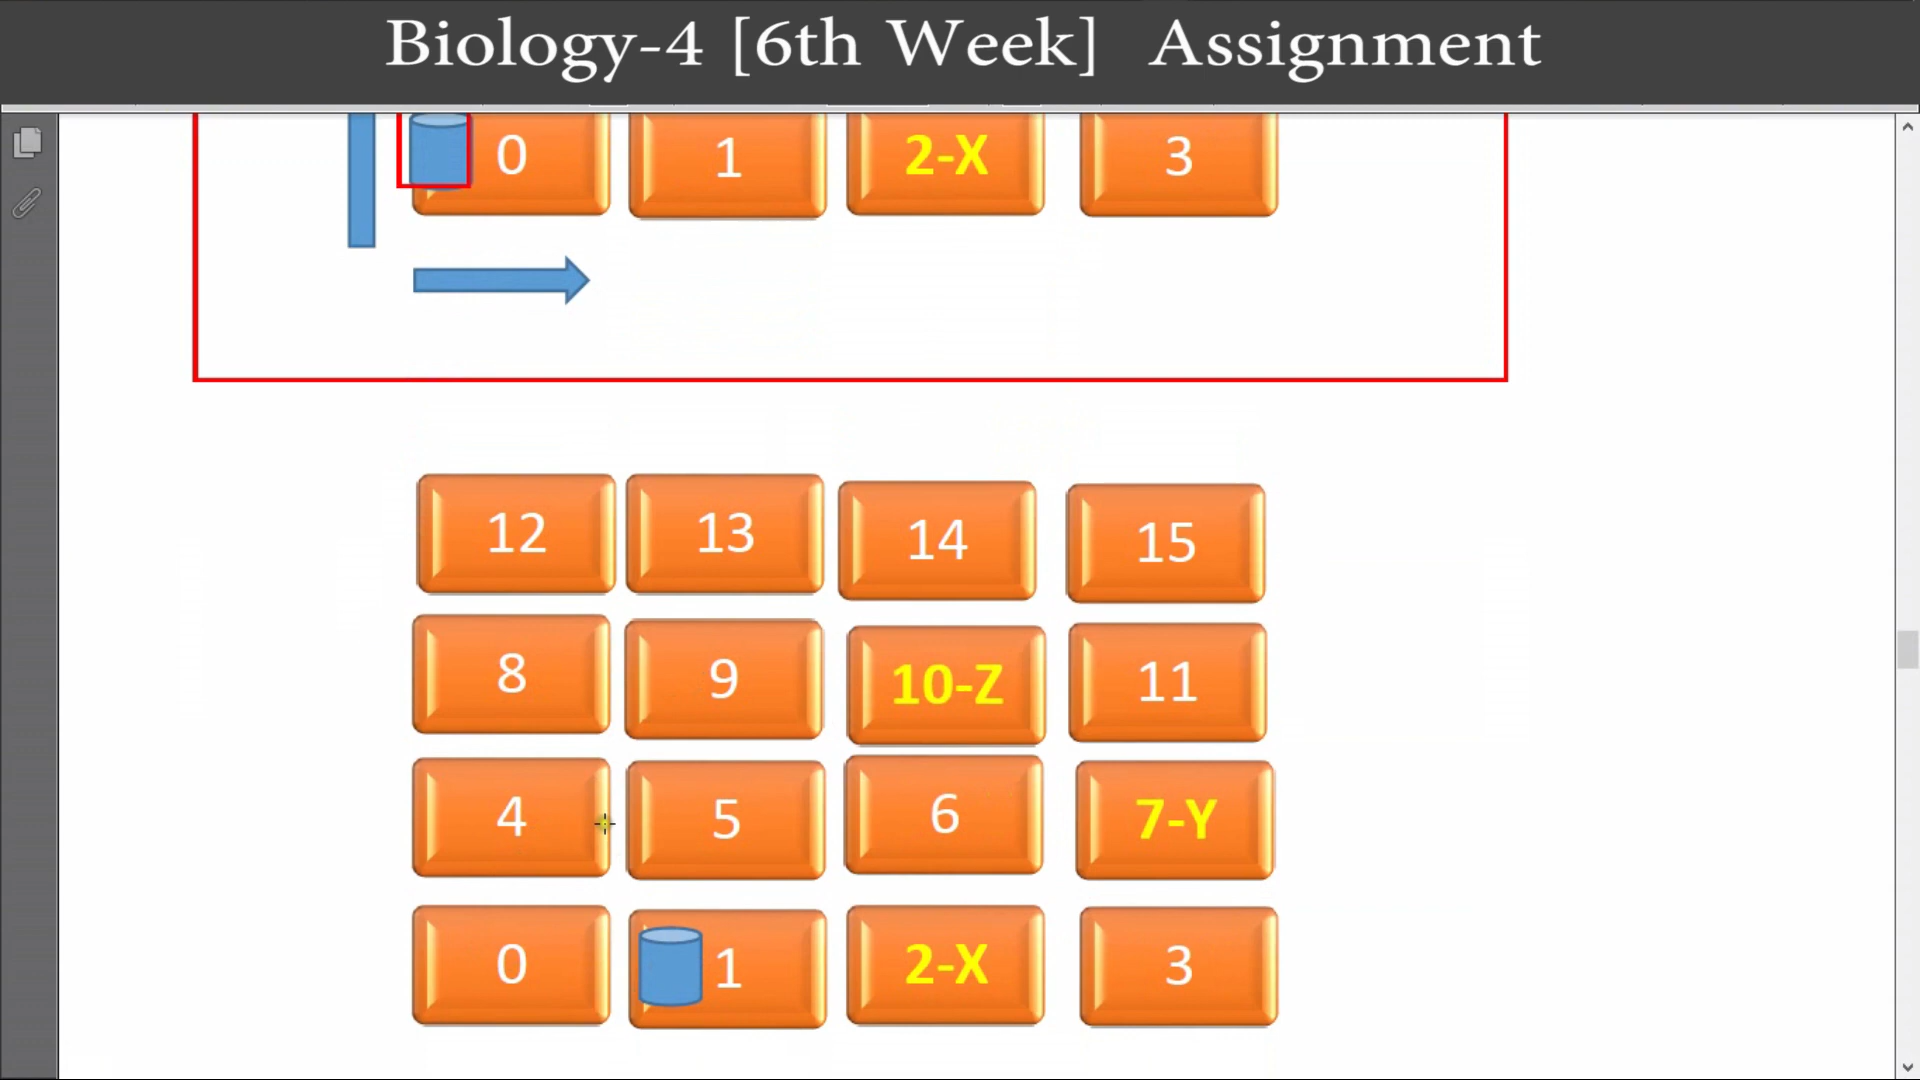 Biology-4 [6th Week] Assignment
0 1 2-X 3
12 13 14 15
8 9 10-Z 11
4 5 6 7-Y
0 1 2-X 3